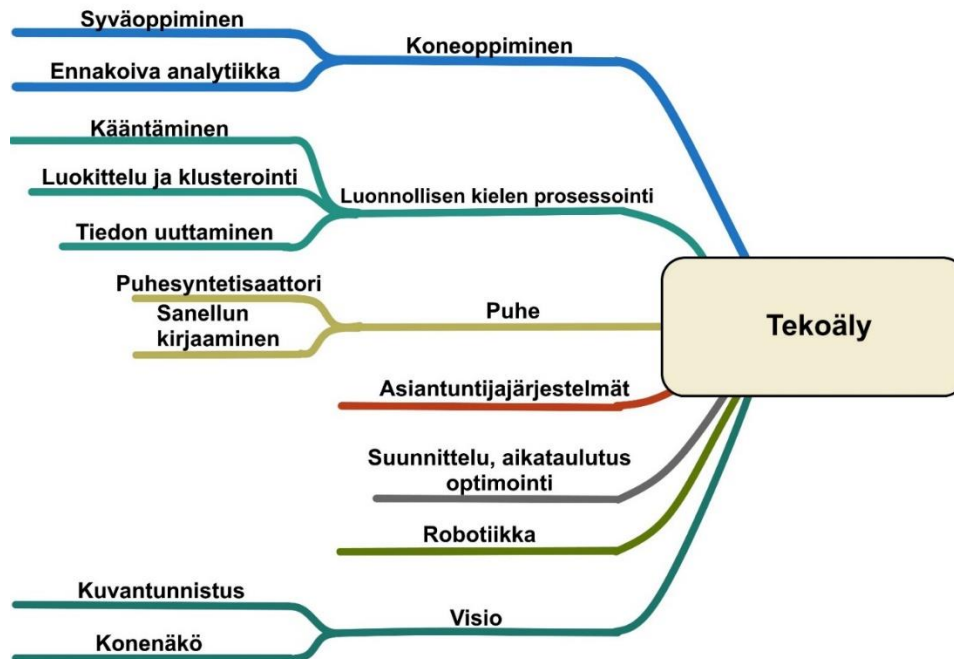 Syväoppiminen
Koneoppiminen
Ennakoiva analytiikka
Kääntäminen
Luokittelu ja klusterointi
Luonnollisen kielen prosessointi
Tiedon uuttaminen
Puhesyntetisaattori
Sanellun
kirjaaminen
Puhe
Tekoäly
Asiantuntijajärjestelmät
Suunnittelu, aikataulutus
optimointi
Robotiikka
Kuvantunnistus
Visio
Konenäkö